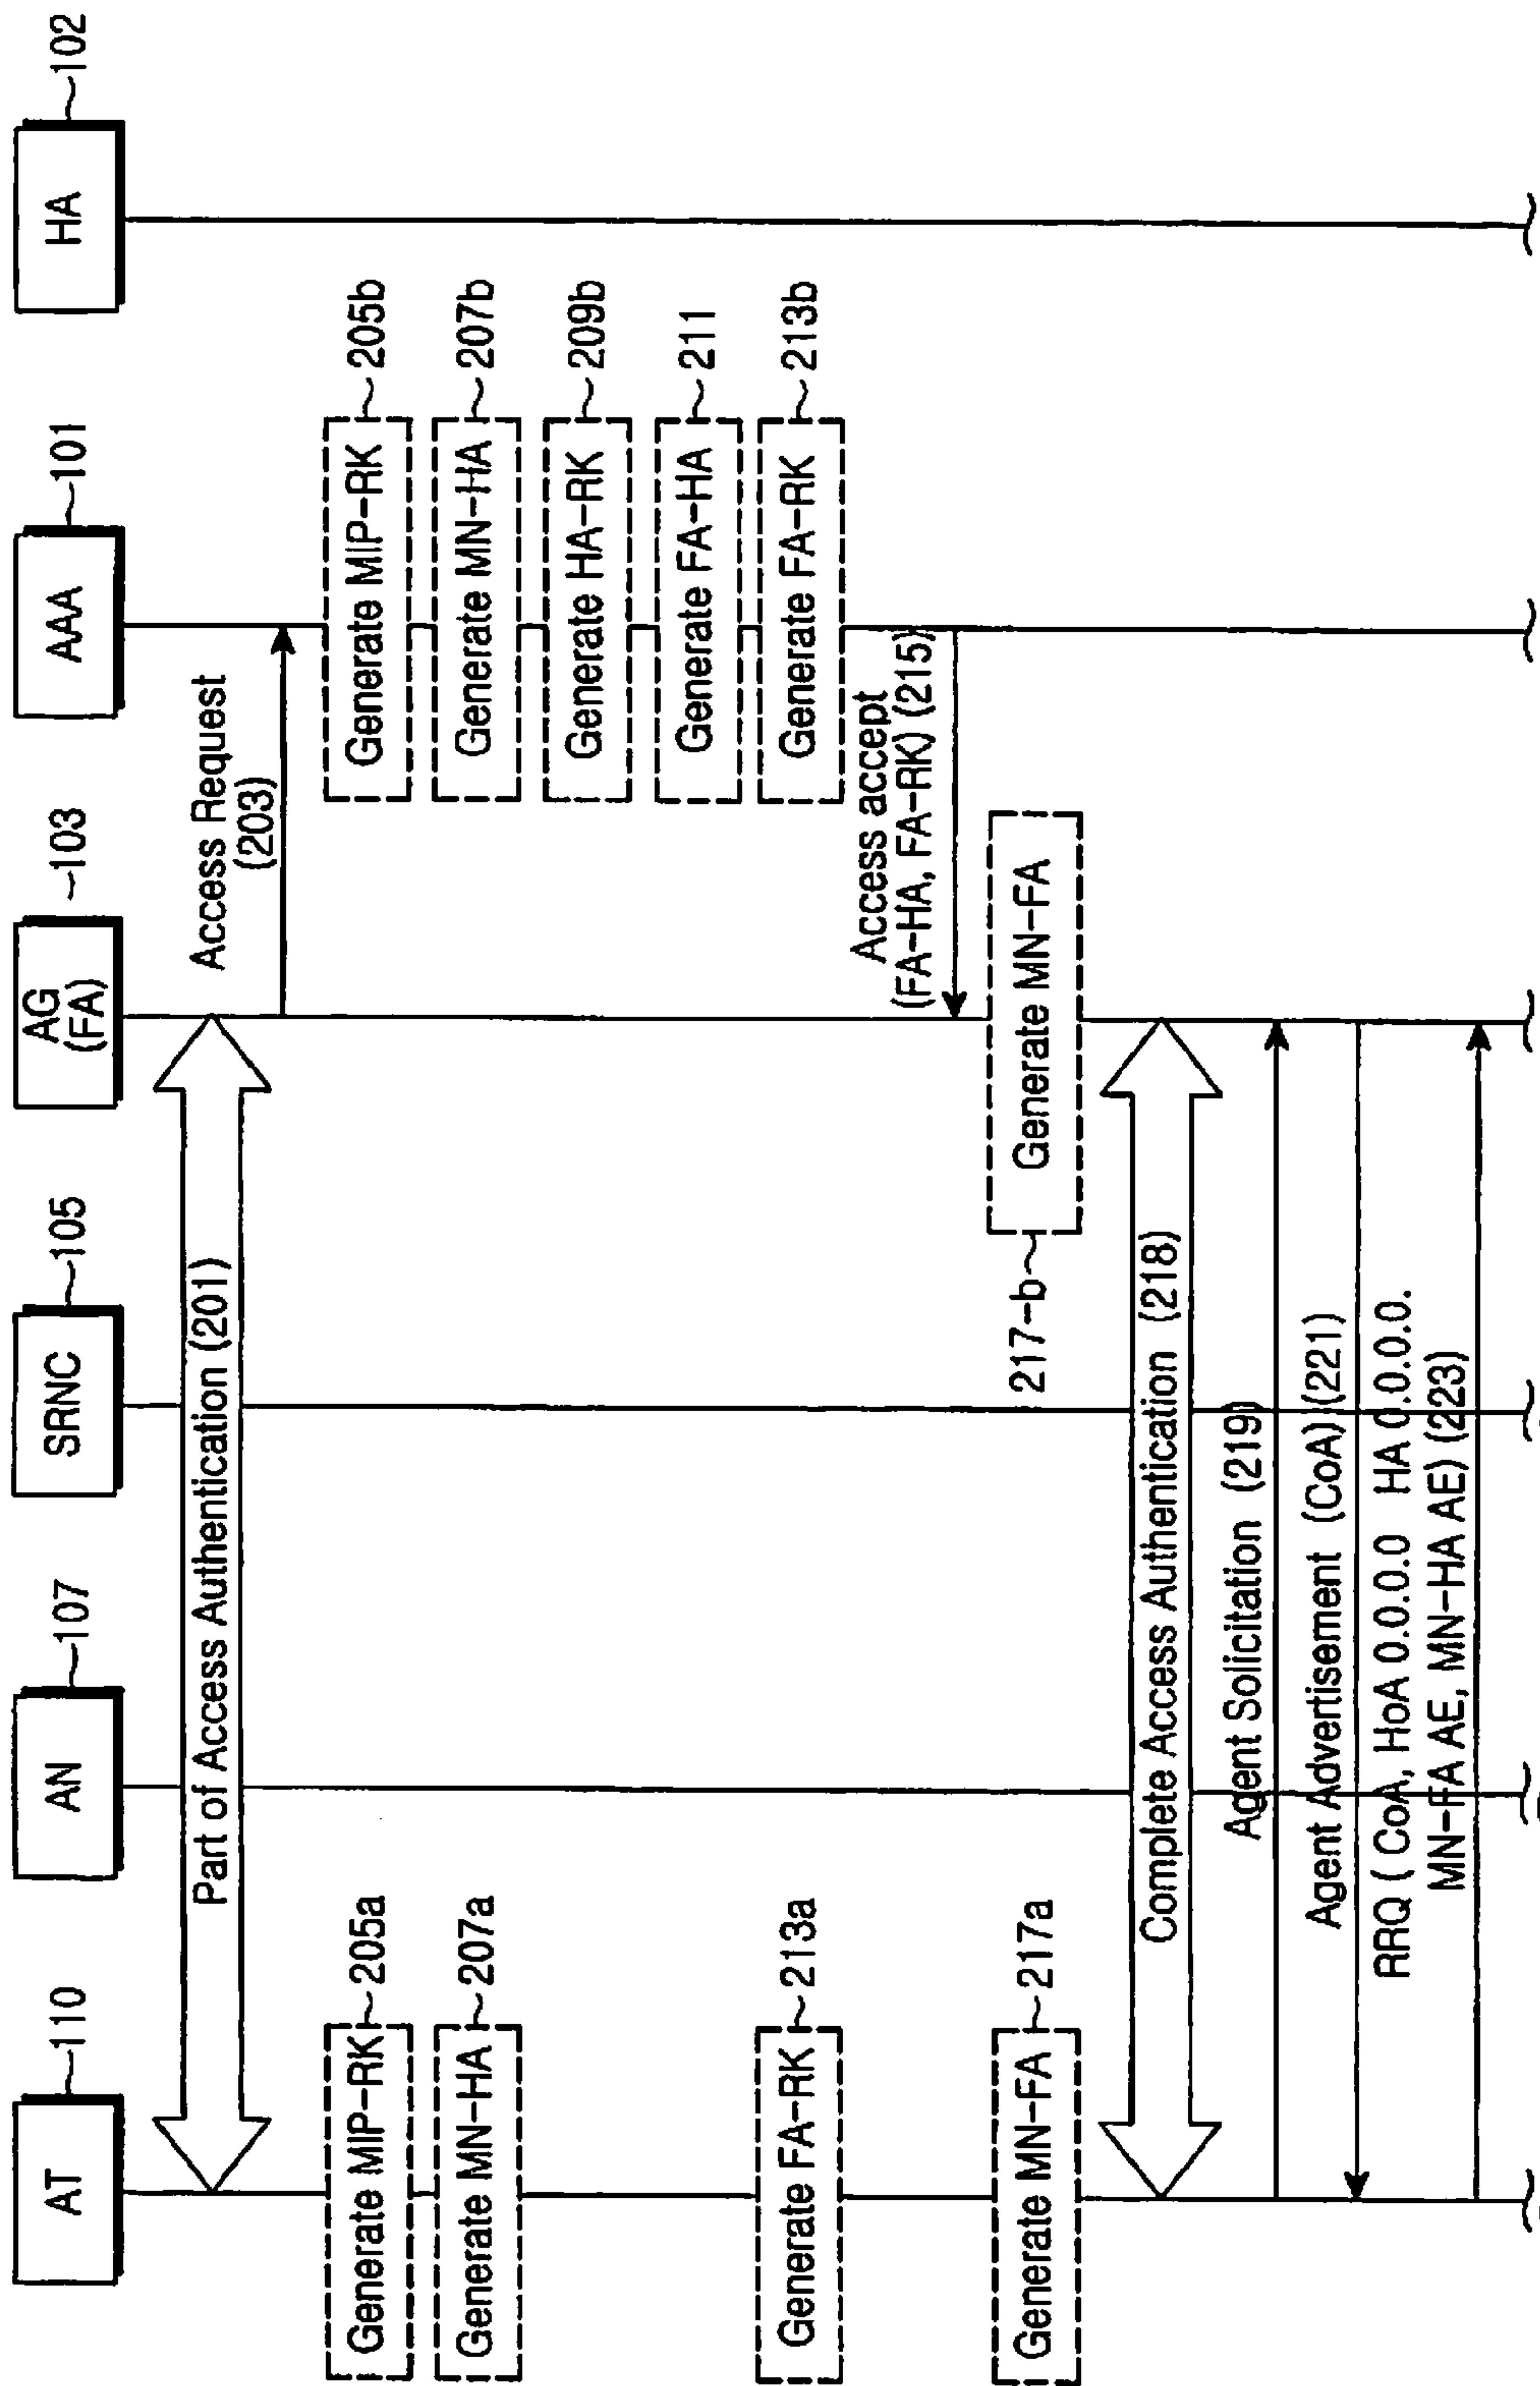 AT
110
AN
107
SRNC
105
AG
(FA)
103
AAA
101
HA
102
Part of Access Authentication (201)
Access Request
(203)
Generate MIP-RK
205a
Generate MIP-RK
205b
Generate MN-HA
207a
Generate MN-HA
207b
Generate HA-RK
209b
Generate FA-HA
211
Generate FA-RK
213a
Generate FA-RK
213b
Access accept
(FA-HA, FA-RK) (215)
Generate MN-FA
217a
217-b
Generate MN-FA
Complete Access Authentication (218)
Agent Solicitation (219)
Agent Advertisement (CoA) (221)
RRQ ( CoA, HoA 0.0.0.0 HA 0.0.0.0.
MN-FA AE, MN-HA AE) (223)